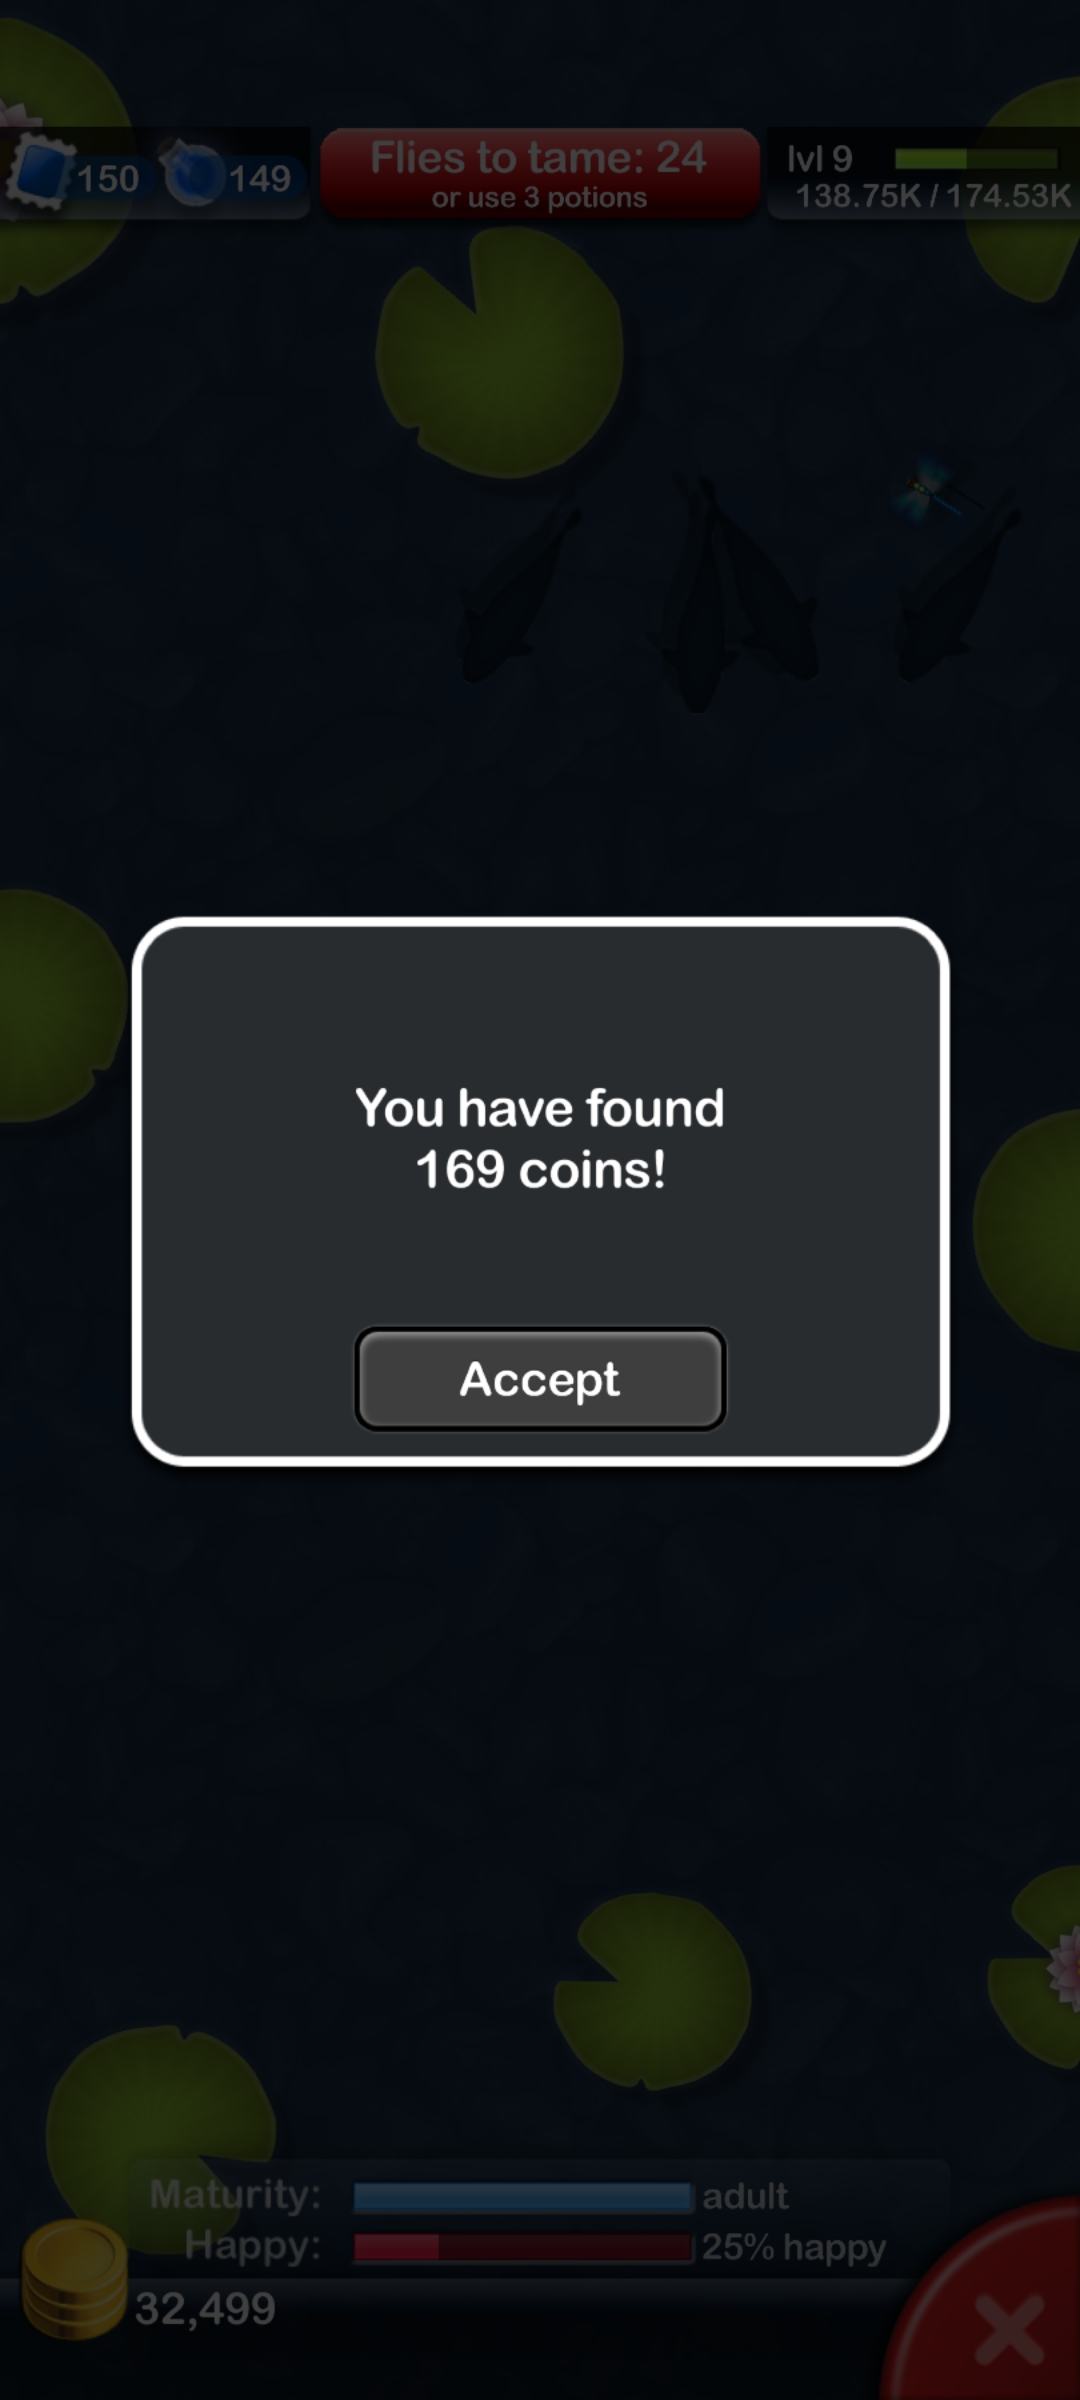 150
149
Flies to tame: 24
or use 3 potions
lvl 9
138.75K / 174.53K
You have found
169 coins!
Accept
Maturity:
adult
Happy:
25% happy
32,499